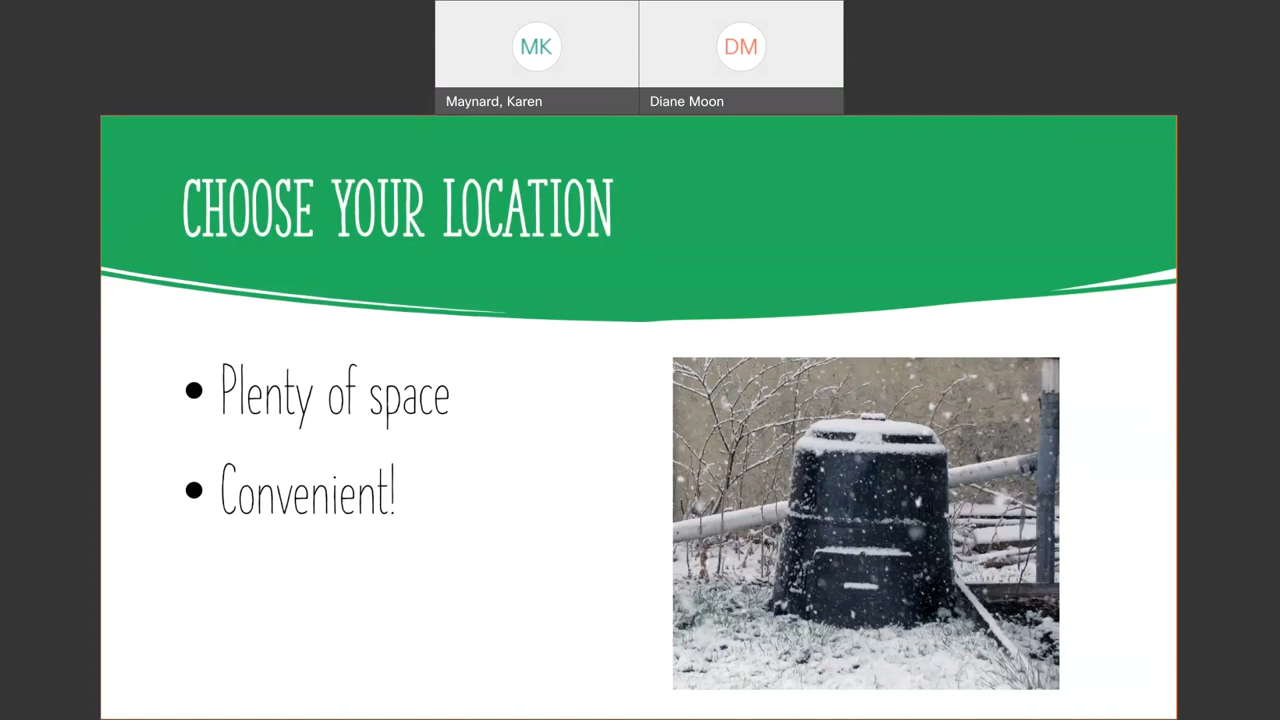 MK
DM
Maynard, Karen
Diane Moon
CHOOSE YOUR LOCATION
• Plenty of space
• Convenient!